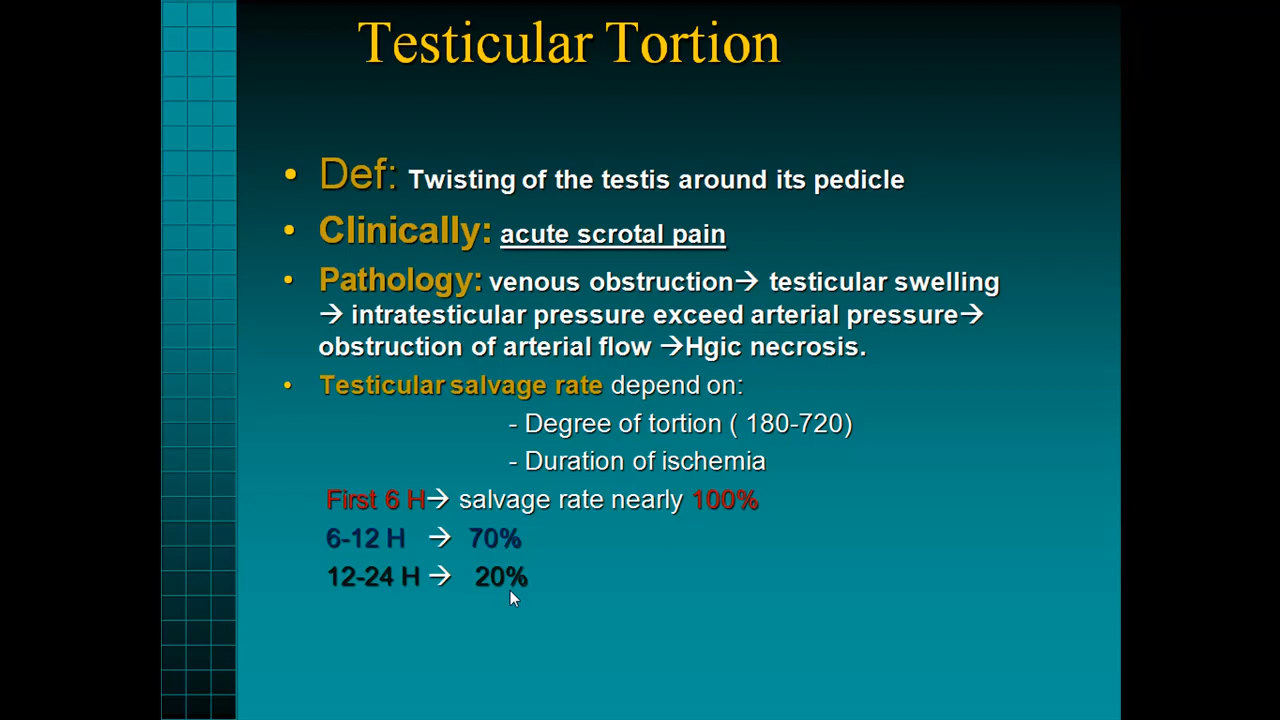 Testicular Tortion
• Def: Twisting of the testis around its pedicle
• Clinically: acute scrotal pain
• Pathology: venous obstruction→ testicular swelling
→ intratesticular pressure exceed arterial pressure→
obstruction of arterial flow →Hgic necrosis.
• Testicular salvage rate depend on:
- Degree of tortion ( 180-720)
- Duration of ischemia
First 6 H→ salvage rate nearly 100%
6-12 H → 70%
12-24 H → 20%